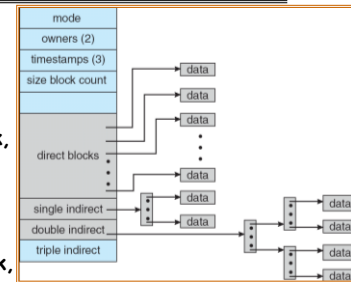 mode
owners (2)
timestamps (3)
size block count
direct blocks
single indirect
double indirect
triple indirect
data
data
data
data
data
data
data
data
data
data
k,
k,